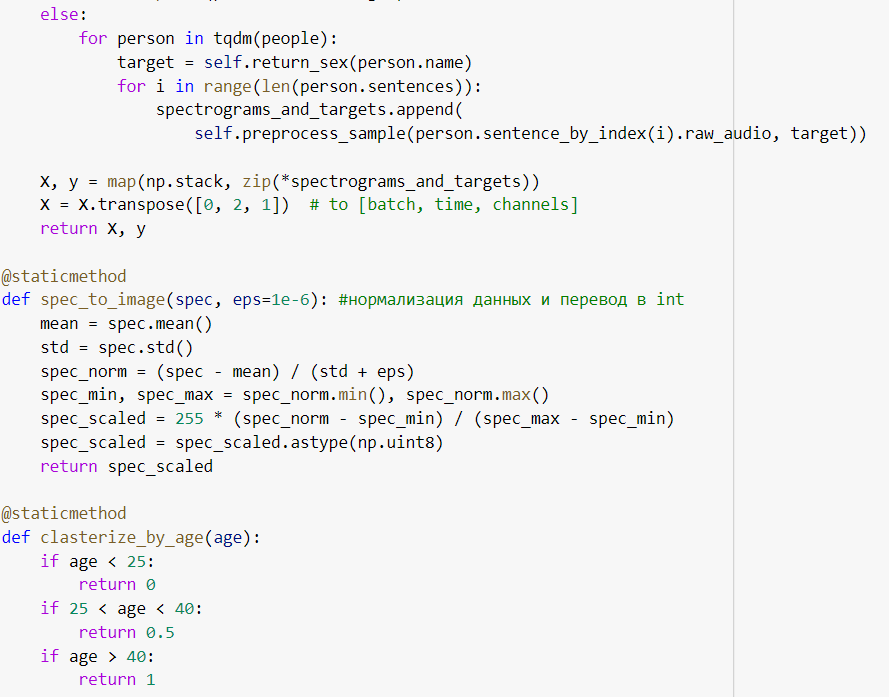 else:
for person in tqdm(people):
target = self.return_sex(person.name)
for i in range(len(person.sentences)):
spectrograms_and_targets.append(
self.preprocess_sample(person.sentence_by_index(i).raw_audio, target))
X, y = map(np.stack, zip(*spectrograms_and_targets))
X = X.transpose([0, 2, 1])  # to [batch, time, channels]
return X, y
@staticmethod
def spec_to_image(spec, eps=1e-6): #нормализация данных и перевод в int
mean = spec.mean()
std = spec.std()
spec_norm = (spec - mean) / (std + eps)
spec_min, spec_max = spec_norm.min(), spec_norm.max()
spec_scaled = 255 * (spec_norm - spec_min) / (spec_max - spec_min)
spec_scaled = spec_scaled.astype(np.uint8)
return spec_scaled
@staticmethod
def clasterize_by_age(age):
if age < 25:
return 0
if 25 < age < 40:
return 0.5
if age > 40:
return 1